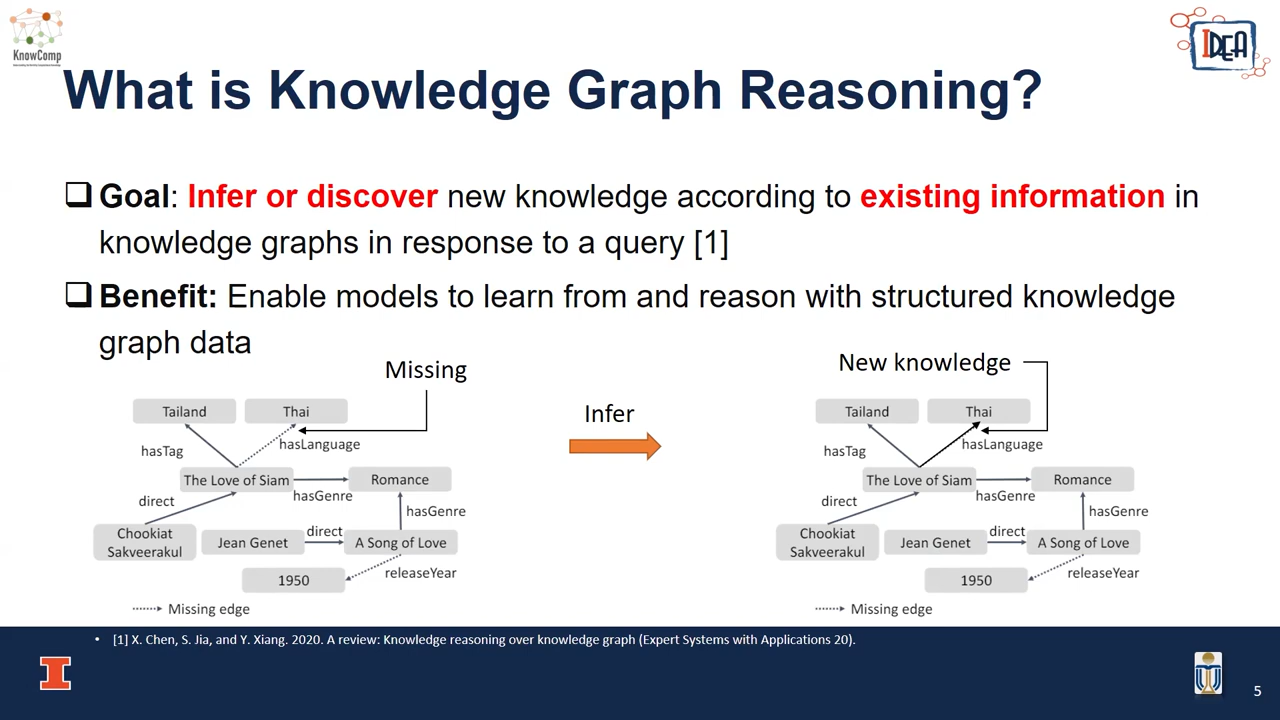 KnowComp
IDEA
What is Knowledge Graph Reasoning?
Goal: Infer or discover new knowledge according to existing information in
knowledge graphs in response to a query [1]
Benefit: Enable models to learn from and reason with structured knowledge
graph data
Missing
Tailand
Thai
hasTag
hasLanguage
The Love of Siam
Romance
direct
hasGenre
hasGenre
Chookiat
Sakveerakul
Jean Genet
direct
A Song of Love
1950
releaseYear
Missing edge
Infer
New knowledge
Tailand
Thai
hasTag
hasLanguage
The Love of Siam
Romance
direct
hasGenre
hasGenre
Chookiat
Sakveerakul
Jean Genet
direct
A Song of Love
1950
releaseYear
Missing edge
• [1] X. Chen, S. Jia, and Y. Xiang. 2020. A review: Knowledge reasoning over knowledge graph (Expert Systems with Applications 20).
I
5